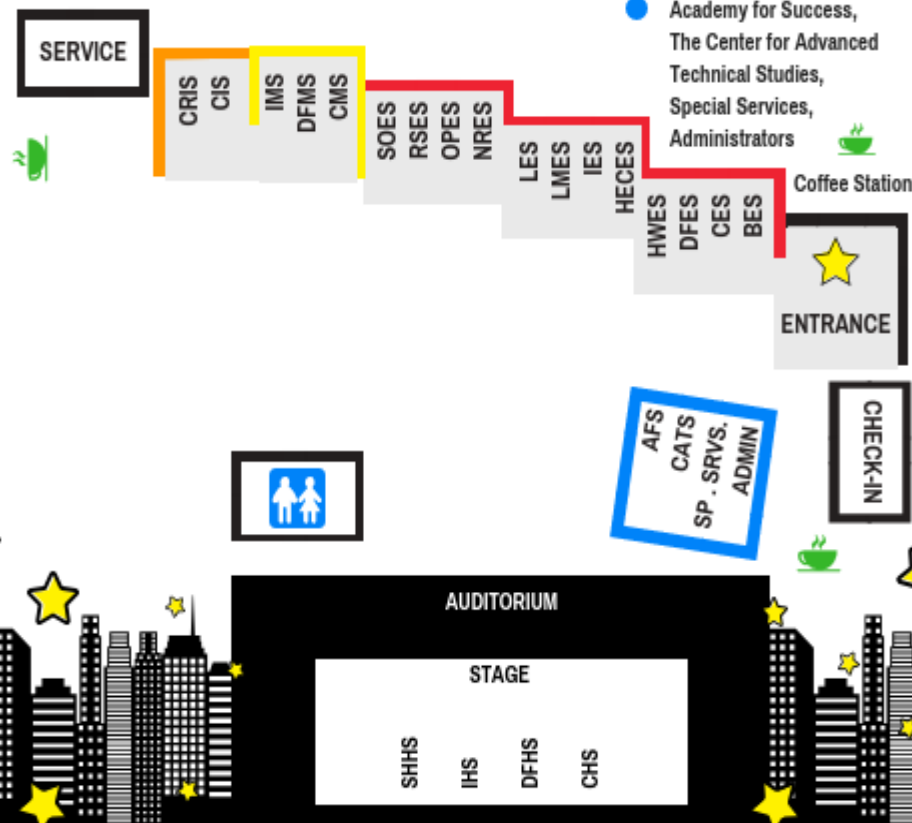 Academy for Success,
The Center for Advanced
Technical Studies,
Special Services,
Administrators
Coffee Station
SERVICE
CRIS
CIS
IMS
DFMS
CMS
SOES
RSES
OPES
NRES
LES
LMES
IES
HECES
HWES
DFES
CES
BES
ENTRANCE
CHECK-IN
AFS
CATS
SP . SRVS.
ADMIN
AUDITORIUM
STAGE
SHHS
IHS
DFHS
CHS